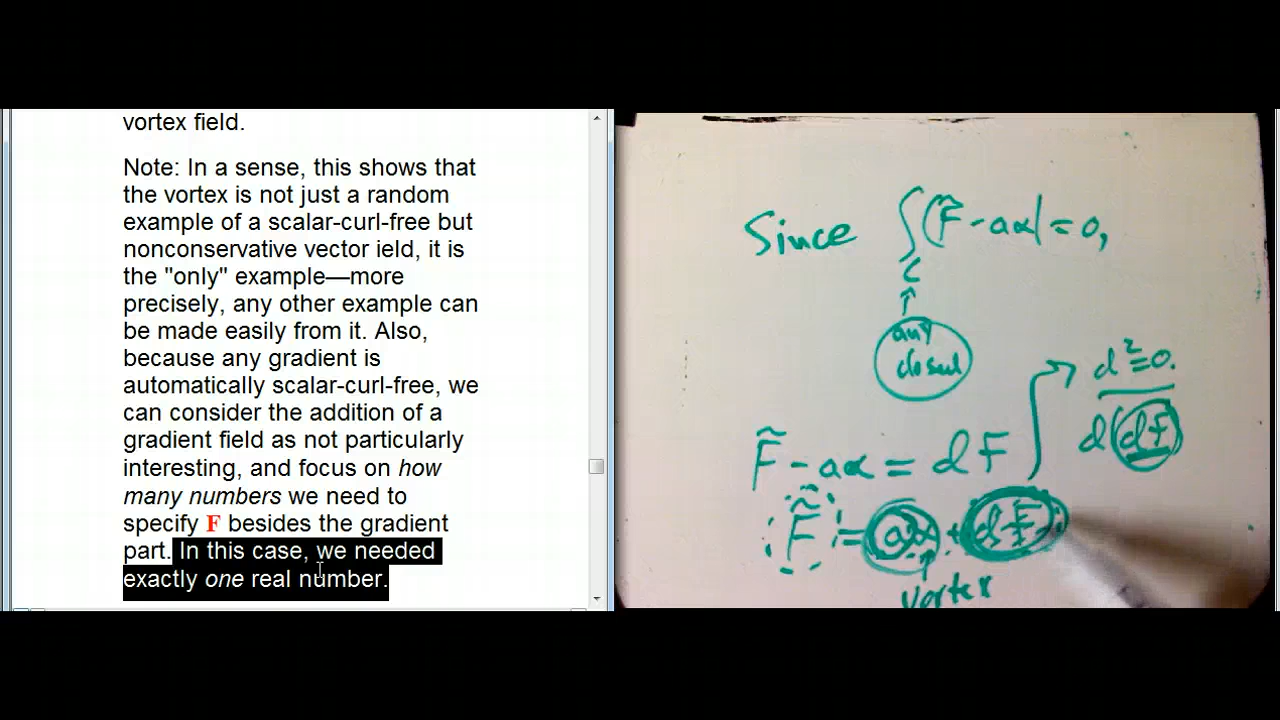 vortex field.
Note: In a sense, this shows that
the vortex is not just a random
example of a scalar-curl-free but
nonconservative vector ield, it is
the "only" example—more
precisely, any other example can
be made easily from it. Also,
because any gradient is
automatically scalar-curl-free, we
can consider the addition of a
gradient field as not particularly
interesting, and focus on how
many numbers we need to
specify F besides the gradient
part. In this case, we needed
exactly one real number.
Since ∫ (F̃ - aα) = 0,
C
↑
any
closed
d²=0.
d(dF)
F̃ - aα = dF
F̃ = aα + dF
↑
vortex